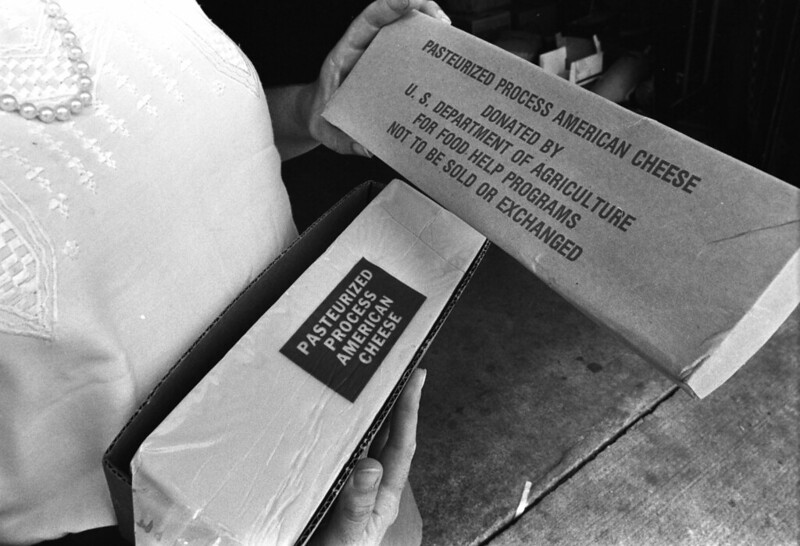 PASTEURIZED PROCESS AMERICAN CHEESE
DONATED BY
U. S. DEPARTMENT OF AGRICULTURE
FOR FOOD HELP PROGRAMS
NOT TO BE SOLD OR EXCHANGED
PASTEURIZED
PROCESS
AMERICAN
CHEESE